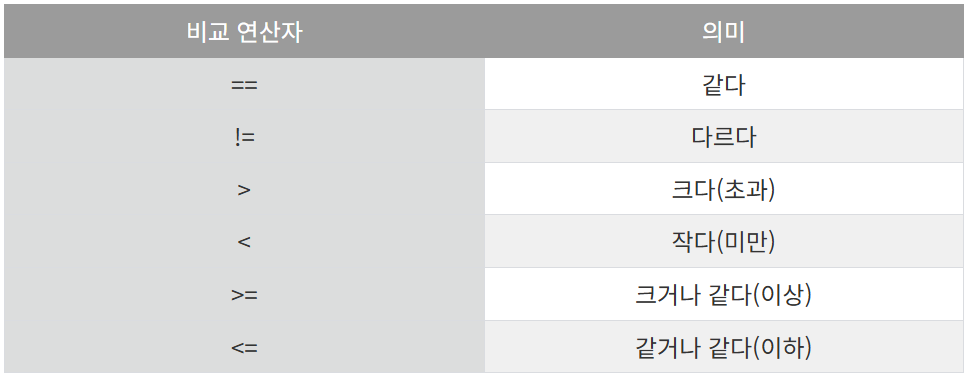 비교 연산자 의미
== 같다
!= 다르다
> 크다(초과)
< 작다(미만)
>= 크거나 같다(이상)
<= 같거나 같다(이하)